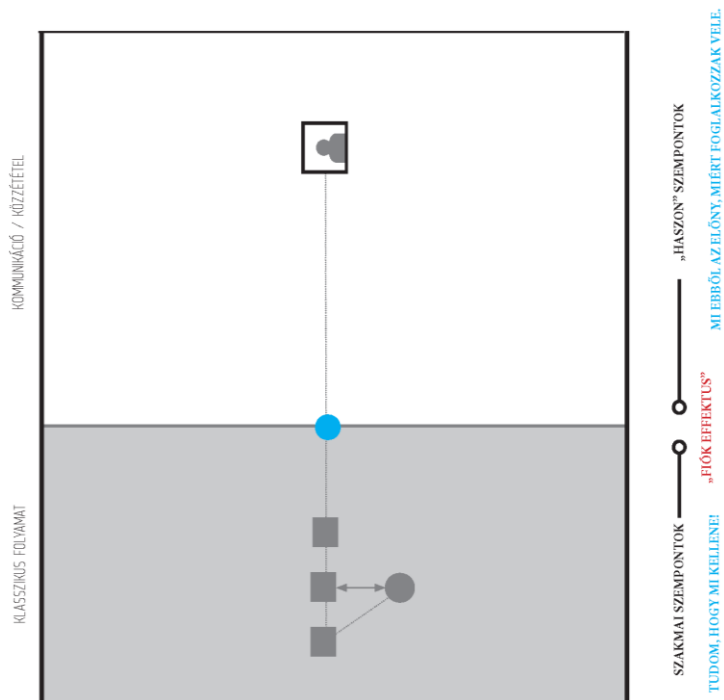 KOMMUNIKÁCIÓ / KÖZZÉTÉTEL
KLASSZIKUS FOLYAMAT
„HASZON” SZEMPONTOK
SZAKMAI SZEMPONTOK
„FIÓK EFFEKTUS”
MI EBBŐL AZ ELŐNY, MIÉRT FOGLALKOZZAK VELE.
TUDOM, HOGY MI KELLENE!